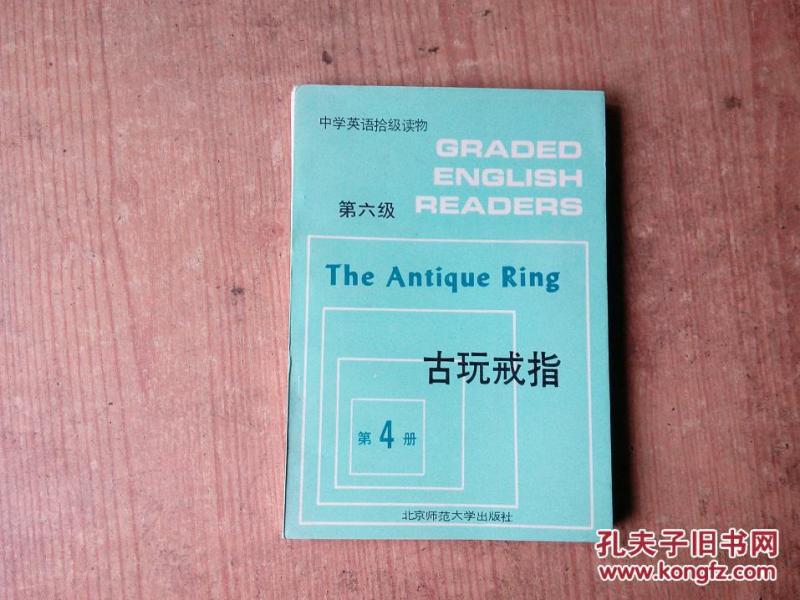 中学英语拾级读物
GRADED
ENGLISH
第六级 READERS
The Antique Ring
古玩戒指
第 4 册
北京师范大学出版社
孔夫子旧书网
www.kongfz.com